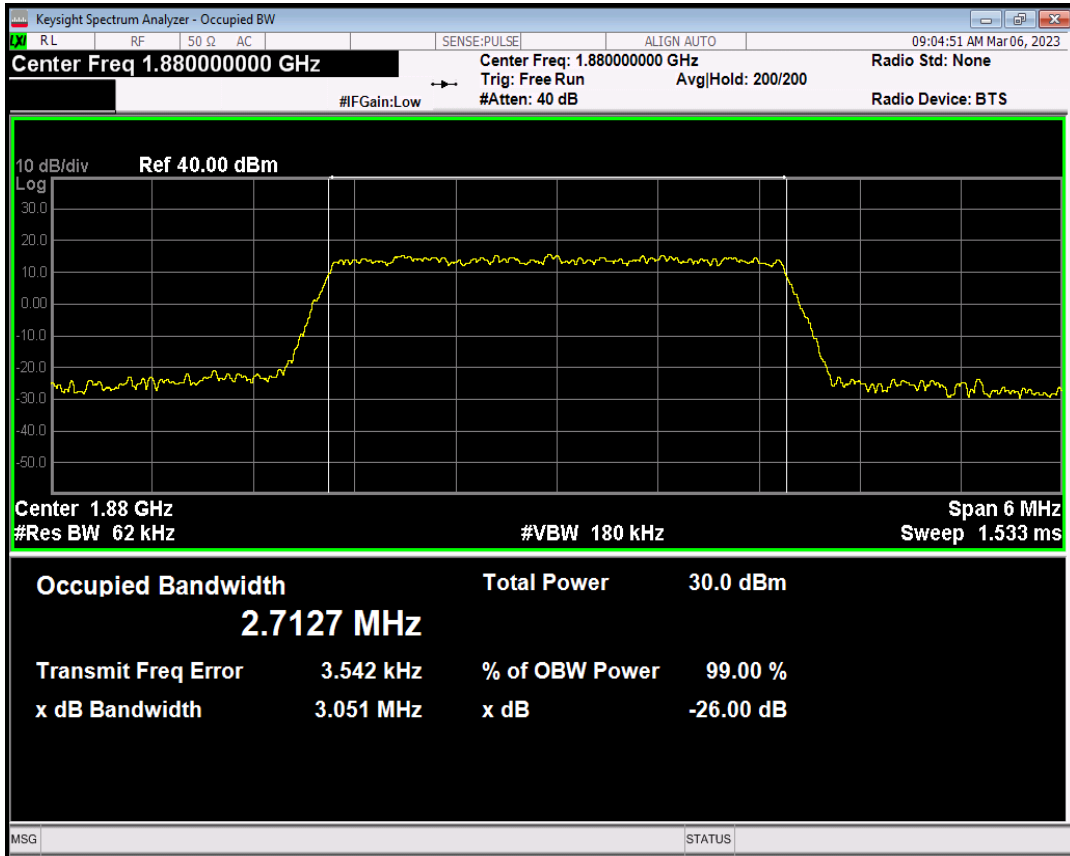 Keysight Spectrum Analyzer - Occupied BW
LXI RL RF 50 Ω AC SENSE:PULSE ALIGN AUTO 09:04:51 AM Mar 06, 2023
Center Freq 1.880000000 GHz Center Freq: 1.880000000 GHz Radio Std: None
Trig: Free Run Avg|Hold: 200/200
#IFGain:Low #Atten: 40 dB Radio Device: BTS
10 dB/div Ref 40.00 dBm
Log
30.0
20.0
10.0
0.00
-10.0
-20.0
-30.0
-40.0
-50.0
Center 1.88 GHz Span 6 MHz
#Res BW 62 kHz #VBW 180 kHz Sweep 1.533 ms
Occupied Bandwidth Total Power 30.0 dBm
2.7127 MHz
Transmit Freq Error 3.542 kHz % of OBW Power 99.00 %
x dB Bandwidth 3.051 MHz x dB -26.00 dB
MSG STATUS